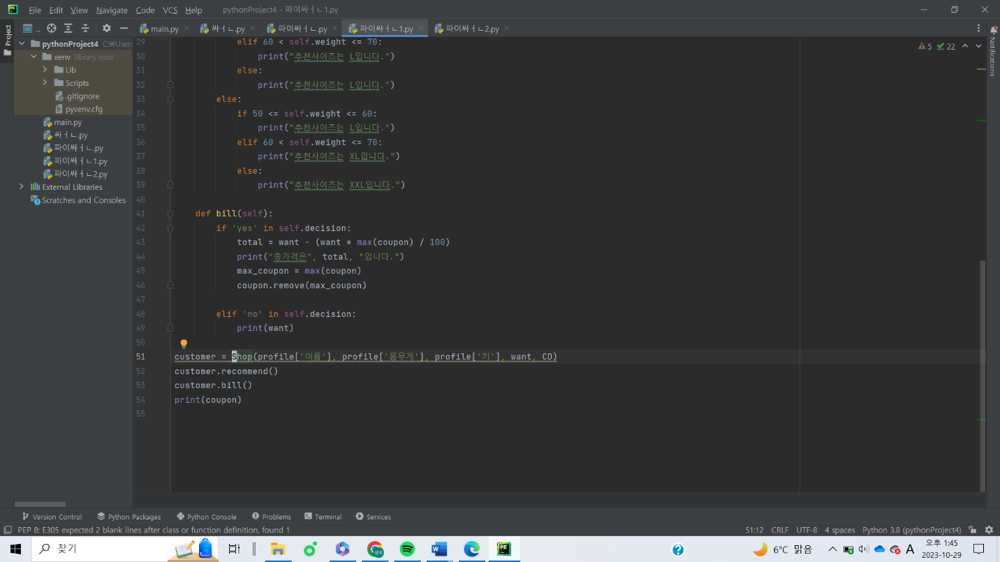 File Edit View Navigate Code VCS Help pythonProject4 - 파이싸ㅓㄴ1.py
Project
... main.py 싸ㅓㄴ.py 파이싸ㅓㄴ.py 파이싸ㅓㄴ1.py 파이싸ㅓㄴ2.py
Notifications
pythonProject4 C:₩Users
venv library root
Lib
Scripts
.gitignore
pyvenv.cfg
main.py
싸ㅓㄴ.py
파이싸ㅓㄴ.py
파이싸ㅓㄴ1.py
파이싸ㅓㄴ2.py
External Libraries
Scratches and Consoles
5 22
29 elif 60 < self.weight <= 70:
30 print("추천사이즈는 L입니다.")
31 else:
32 print("추천사이즈는 L입니다.")
33 else:
34 if 50 <= self.weight <= 60:
35 print("추천사이즈는 L입니다.")
36 elif 60 < self.weight <= 70:
37 print("추천사이즈는 XL입니다.")
38 else:
39 print("추천사이즈는 XXL입니다.")
40
41 def bill(self):
42 if 'yes' in self.decision:
43 total = want - (want * max(coupon) / 100)
44 print("총가격은", total, "입니다.")
45 max_coupon = max(coupon)
46 coupon.remove(max_coupon)
47
48 elif 'no' in self.decision:
49 print(want)
50
51 customer = Shop(profile['이름'], profile['몸무게'], profile['키'], want, CD)
52 customer.recommend()
53 customer.bill()
54 print(coupon)
55
Version Control Python Packages Python Console Problems Terminal Services
PEP 8: E305 expected 2 blank lines after class or function definition, found 1 51:12 CRLF UTF-8 4 spaces Python 3.8 (pythonProject4)
찾기 6°C 맑음 A 오후 1:45
2023-10-29